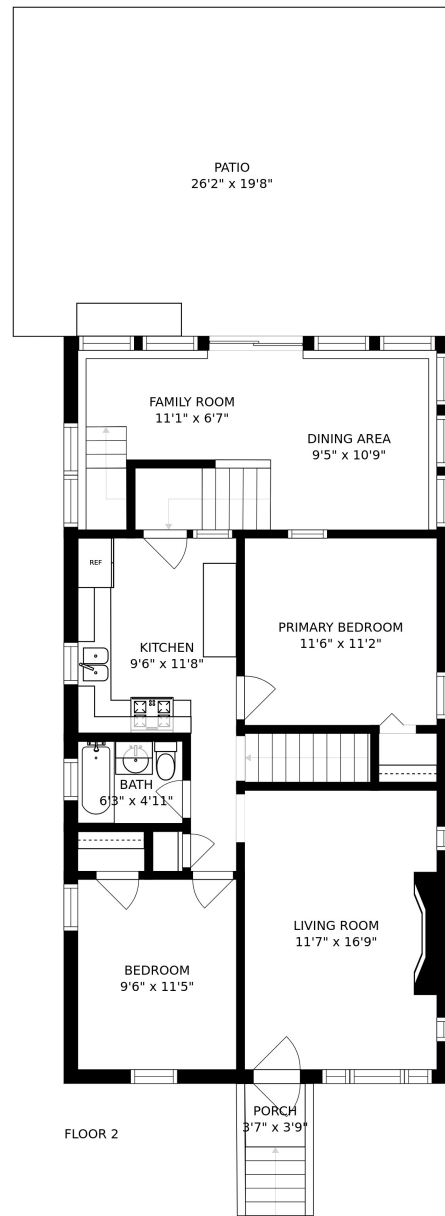 PATIO
26'2" x 19'8"
FAMILY ROOM
11'1" x 6'7"
DINING AREA
9'5" x 10'9"
REF
KITCHEN
9'6" x 11'8"
PRIMARY BEDROOM
11'6" x 11'2"
BATH
6'3" x 4'11"
LIVING ROOM
11'7" x 16'9"
BEDROOM
9'6" x 11'5"
PORCH
3'7" x 3'9"
FLOOR 2